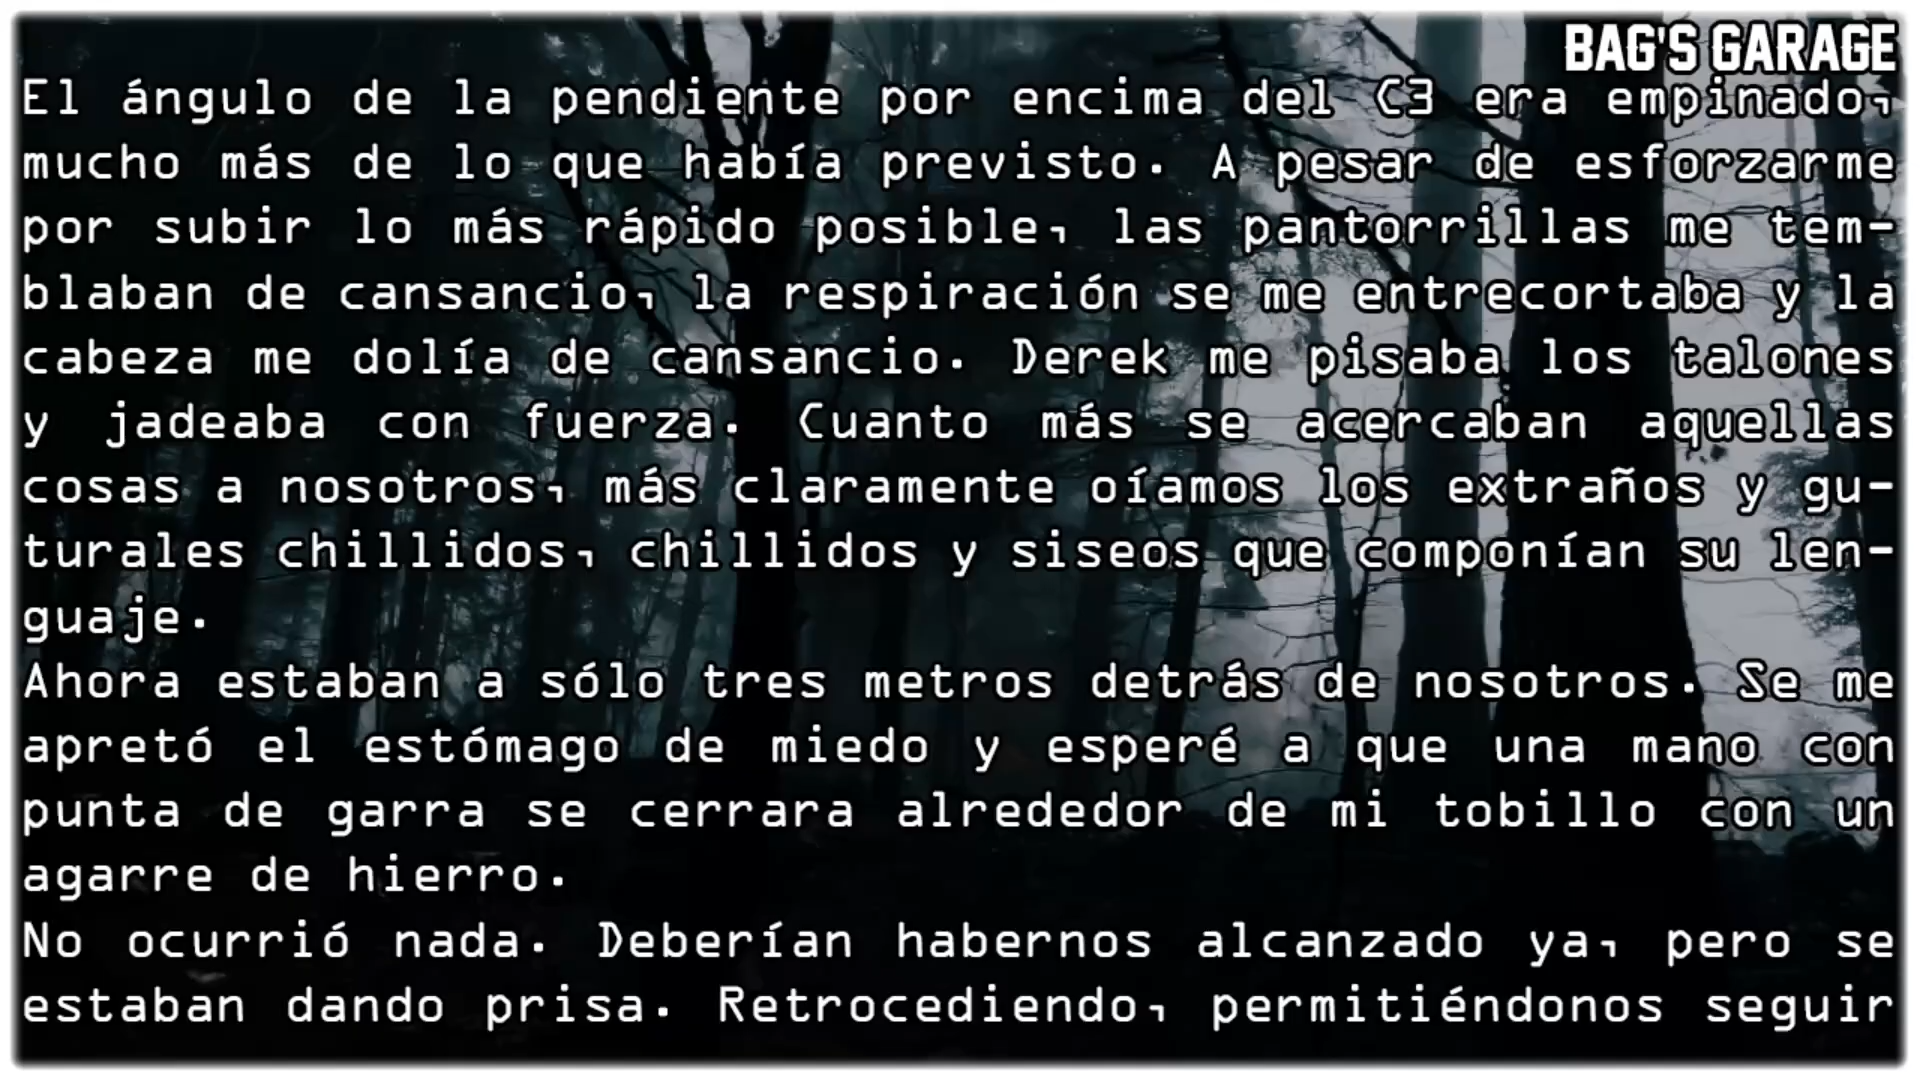 BAG'S GARAGE
El ángulo de la pendiente por encima del C3 era empinado,
mucho más de lo que había previsto. A pesar de esforzarme
por subir lo más rápido posible, las pantorrillas me tem-
blaban de cansancio, la respiración se me entrecortaba y la
cabeza me dolía de cansancio. Derek me pisaba los talones
y jadeaba con fuerza. Cuanto más se acercaban aquellas
cosas a nosotros, más claramente oíamos los extraños y gu-
turales chillidos, chillidos y siseos que componían su len-
guaje.
Ahora estaban a sólo tres metros detrás de nosotros. Se me
apretó el estómago de miedo y esperé a que una mano con
punta de garra se cerrara alrededor de mi tobillo con un
agarre de hierro.
No ocurrió nada. Deberían habernos alcanzado ya, pero se
estaban dando prisa. Retrocediendo, permitiéndonos seguir